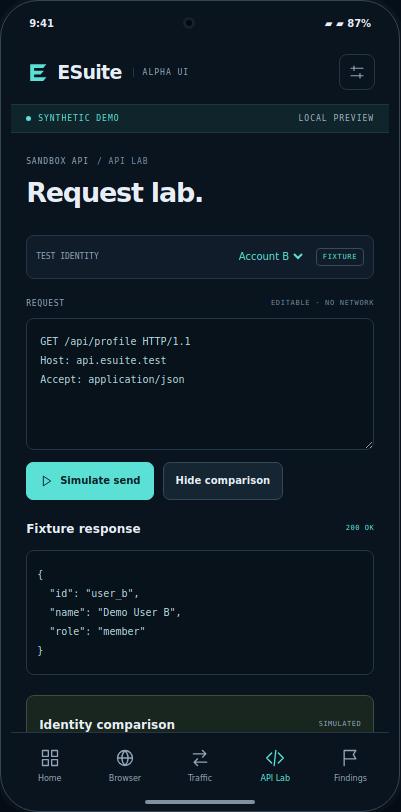 9:41
87%
ESuite
ALPHA UI
SYNTHETIC DEMO
LOCAL PREVIEW
SANDBOX API / API LAB
Request lab.
TEST IDENTITY
Account B
FIXTURE
REQUEST
EDITABLE · NO NETWORK
GET /api/profile HTTP/1.1
Host: api.esuite.test
Accept: application/json
Simulate send
Hide comparison
Fixture response
200 OK
{
"id": "user_b",
"name": "Demo User B",
"role": "member"
}
Identity comparison
SIMULATED
Home
Browser
Traffic
API Lab
Findings